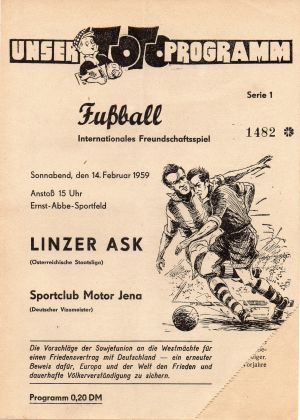 UNSER TOTO PROGRAMM
Serie 1
Fußball
Internationales Freundschaftsspiel
1482
Sonnabend, den 14. Februar 1959
Anstoß 15 Uhr
Ernst-Abbe-Sportfeld
LINZER ASK
(Österreichische Staatsliga)
Sportclub Motor Jena
(Deutscher Vizemeister)
Die Vorschläge der Sowjetunion an die Westmächte für
einen Friedensvertrag mit Deutschland — ein erneuter
Beweis dafür, Europa und der Welt den Frieden und
dauerhafte Völkerverständigung zu sichern.
Programm 0,20 DM